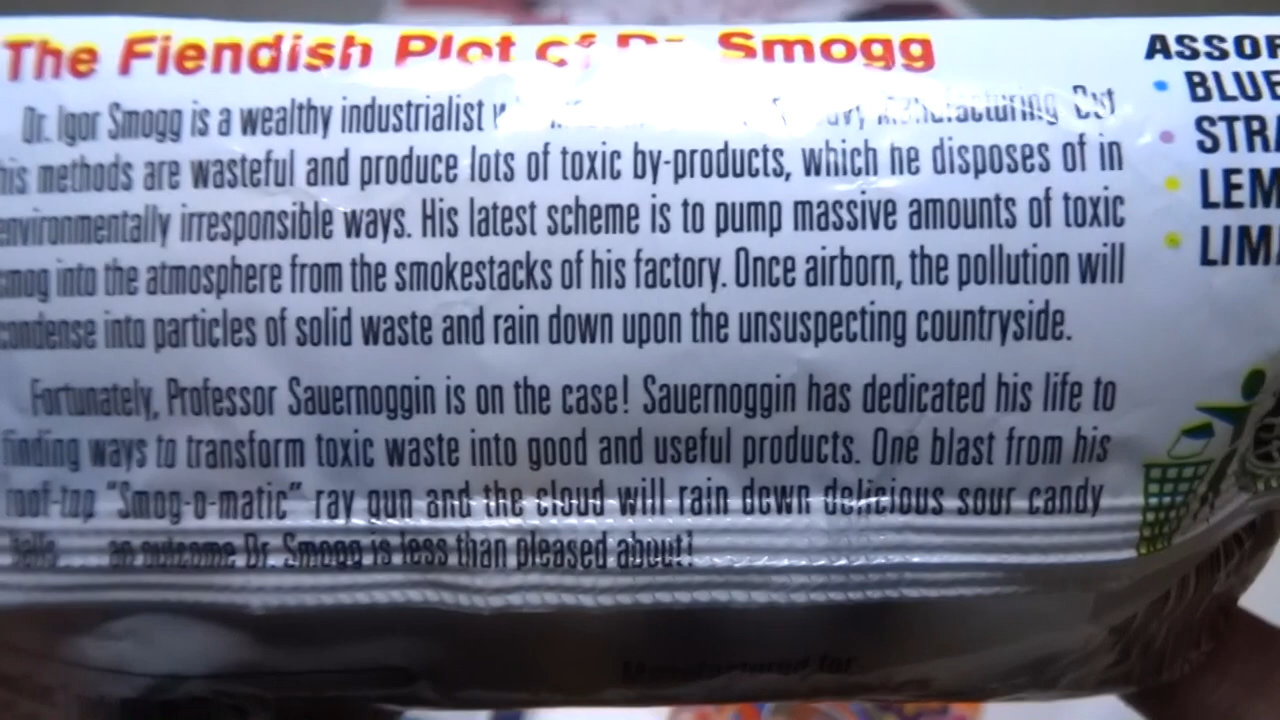 The Fiendish Plot of Dr. Smogg
Dr. Igor Smogg is a wealthy industrialist manufacturing. But
his methods are wasteful and produce lots of toxic by-products, which he disposes of in
environmentally irresponsible ways. His latest scheme is to pump massive amounts of toxic
smog into the atmosphere from the smokestacks of his factory. Once airborn, the pollution will
condense into particles of solid waste and rain down upon the unsuspecting countryside.
Fortunately, Professor Sauernoggin is on the case! Sauernoggin has dedicated his life to
finding ways to transform toxic waste into good and useful products. One blast from his
roof-top "Smog-o-matic" ray gun and the cloud will rain down delicious sour candy
an outcome Dr. Smogg is less than pleased about!
Manufactured for
ASSOR
• BLUE
• STRA
• LEM
• LIM